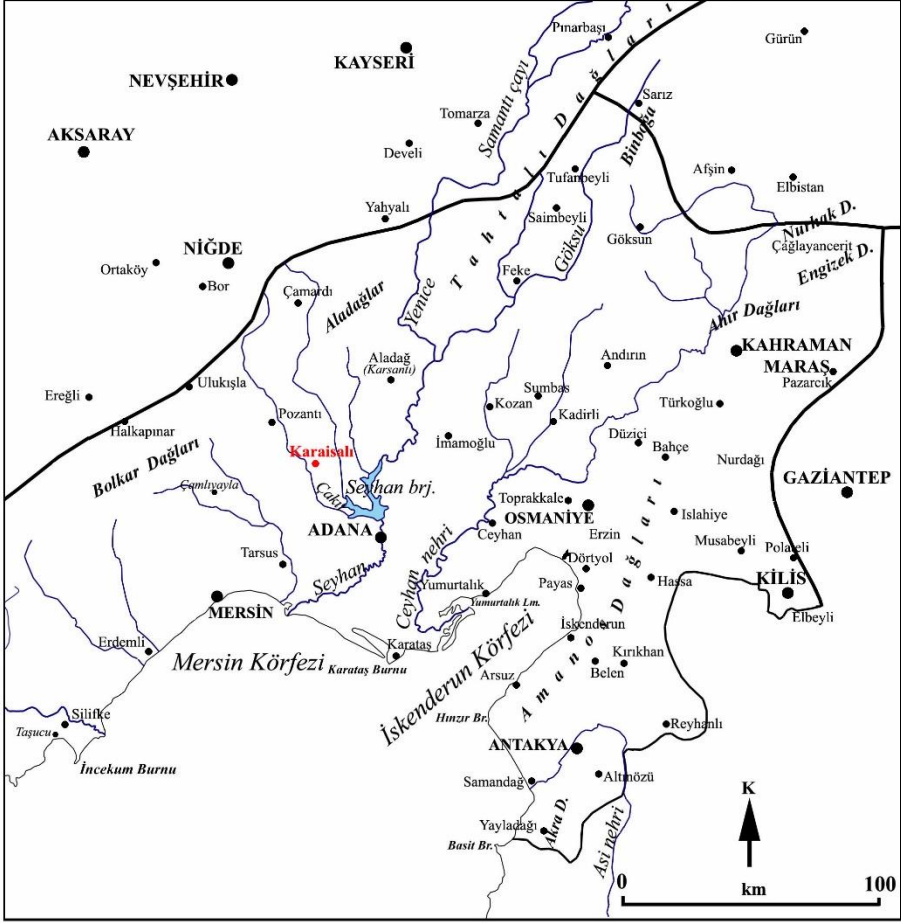 Pınarbaşı
Gürün
KAYSERİ
NEVŞEHİR
Samantı çayı
Tahtalı Dağları
Sarız
Tomarza
Binboğa
AKSARAY
Develi
Tufanbeyli
Afşin
Elbistan
Yahyalı
Saimbeyli
Göksu
Göksun
Nurhak D.
Çağlayancerit
NİĞDE
Ortaköy
Bor
Feke
Engizek D.
Çamardı
Aladağlar
Yenice
Ahır Dağları
KAHRAMAN
MARAŞ
Pazarcık
Aladağ
(Karsanlı)
Andırın
Ulukışla
Ereğli
Sumbas
Kozan
Kadirli
Türkoğlu
Halkapınar
Pozantı
İmamoğlu
Düziçi
Bahçe
Bolkar Dağları
Karaisalı
Nurdağı
GAZİANTEP
Çamlıyayla
Çakıt
Seyhan brj.
Toprakkale
OSMANİYE
Islahiye
ADANA
Ceyhan
Erzin
Musabeyli
Polateli
Tarsus
Seyhan
Ceyhan nehri
Dörtyol
Payas
Hassa
KİLİS
Elbeyli
MERSİN
Yumurtalık
Yumurtalık Lm.
Amanos Dağları
İskenderun
Erdemli
Karataş
Mersin Körfezi
Karataş Burnu
İskenderun Körfezi
Kırıkhan
Belen
Arsuz
Silifke
Taşucu
Hınzır Br.
Reyhanlı
ANTAKYA
İncekum Burnu
Samandağ
Altınözü
Yayladağı
Akra D.
Basit Br.
Asi nehri
K
0
100
km